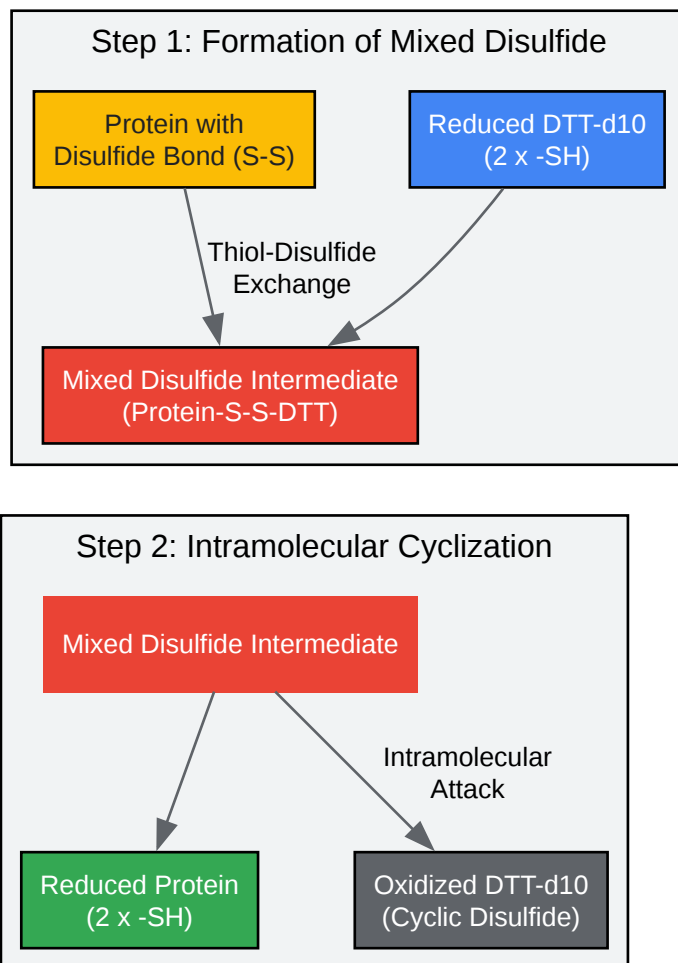 Step 1: Formation of Mixed Disulfide
Protein with
Disulfide Bond (S-S)
Reduced DTT-d10
(2 x -SH)
Thiol-Disulfide
Exchange
Mixed Disulfide Intermediate
(Protein-S-S-DTT)
Step 2: Intramolecular Cyclization
Mixed Disulfide Intermediate
Intramolecular
Attack
Reduced Protein
(2 x -SH)
Oxidized DTT-d10
(Cyclic Disulfide)